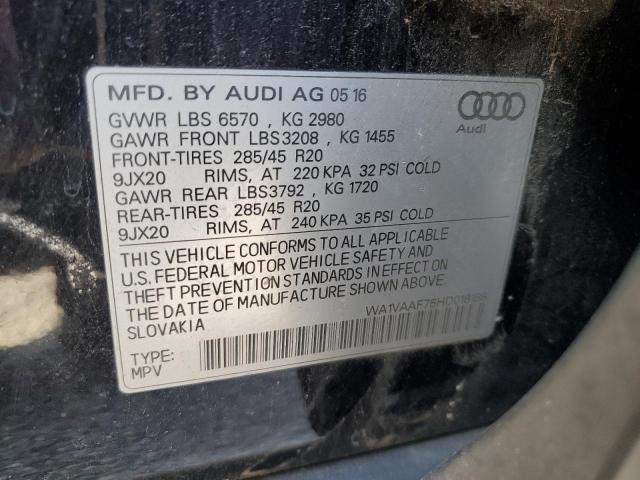 MFD. BY AUDI AG 05 16
GVWR LBS 6570 , KG 2980
GAWR FRONT LBS3208 , KG 1455
FRONT-TIRES 285/45 R20
9JX20 RIMS, AT 220 KPA 32 PSI COLD
GAWR REAR LBS3792 , KG 1720
REAR-TIRES 285/45 R20
9JX20 RIMS, AT 240 KPA 35 PSI COLD
Audi
THIS VEHICLE CONFORMS TO ALL APPLICABLE
U.S. FEDERAL MOTOR VEHICLE SAFETY/BUMPER/
THEFT PREVENTION STANDARDS IN EFFECT ON
THE DATE OF MANUFACTURE SHOWN ABOVE.
SLOVAKIA
TYPE:
MPV